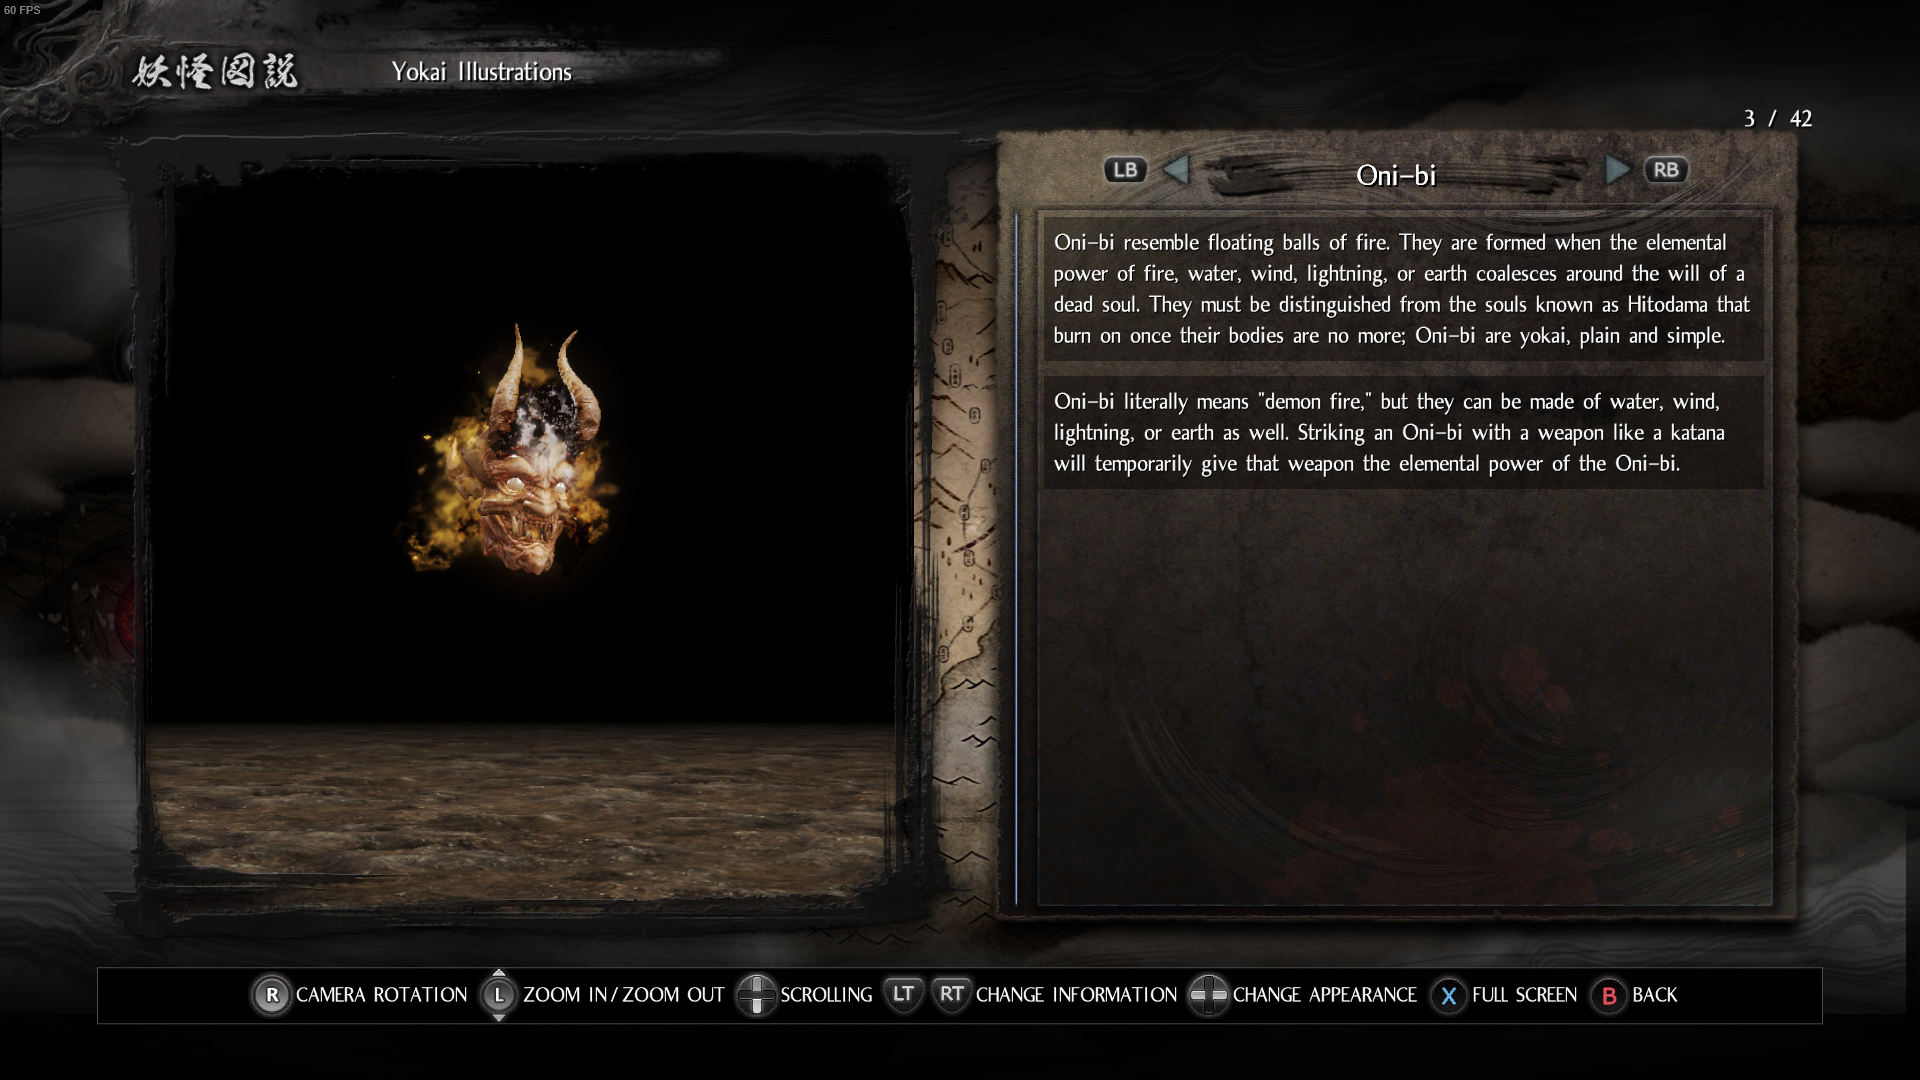 60 FPS
妖怪図説
Yokai Illustrations
3 / 42
LB
Oni-bi
RB
Oni-bi resemble floating balls of fire. They are formed when the elemental
power of fire, water, wind, lightning, or earth coalesces around the will of a
dead soul. They must be distinguished from the souls known as Hitodama that
burn on once their bodies are no more; Oni-bi are yokai, plain and simple.
Oni-bi literally means "demon fire," but they can be made of water, wind,
lightning, or earth as well. Striking an Oni-bi with a weapon like a katana
will temporarily give that weapon the elemental power of the Oni-bi.
R CAMERA ROTATION L ZOOM IN/ZOOM OUT SCROLLING LT RT CHANGE INFORMATION CHANGE APPEARANCE X FULL SCREEN B BACK